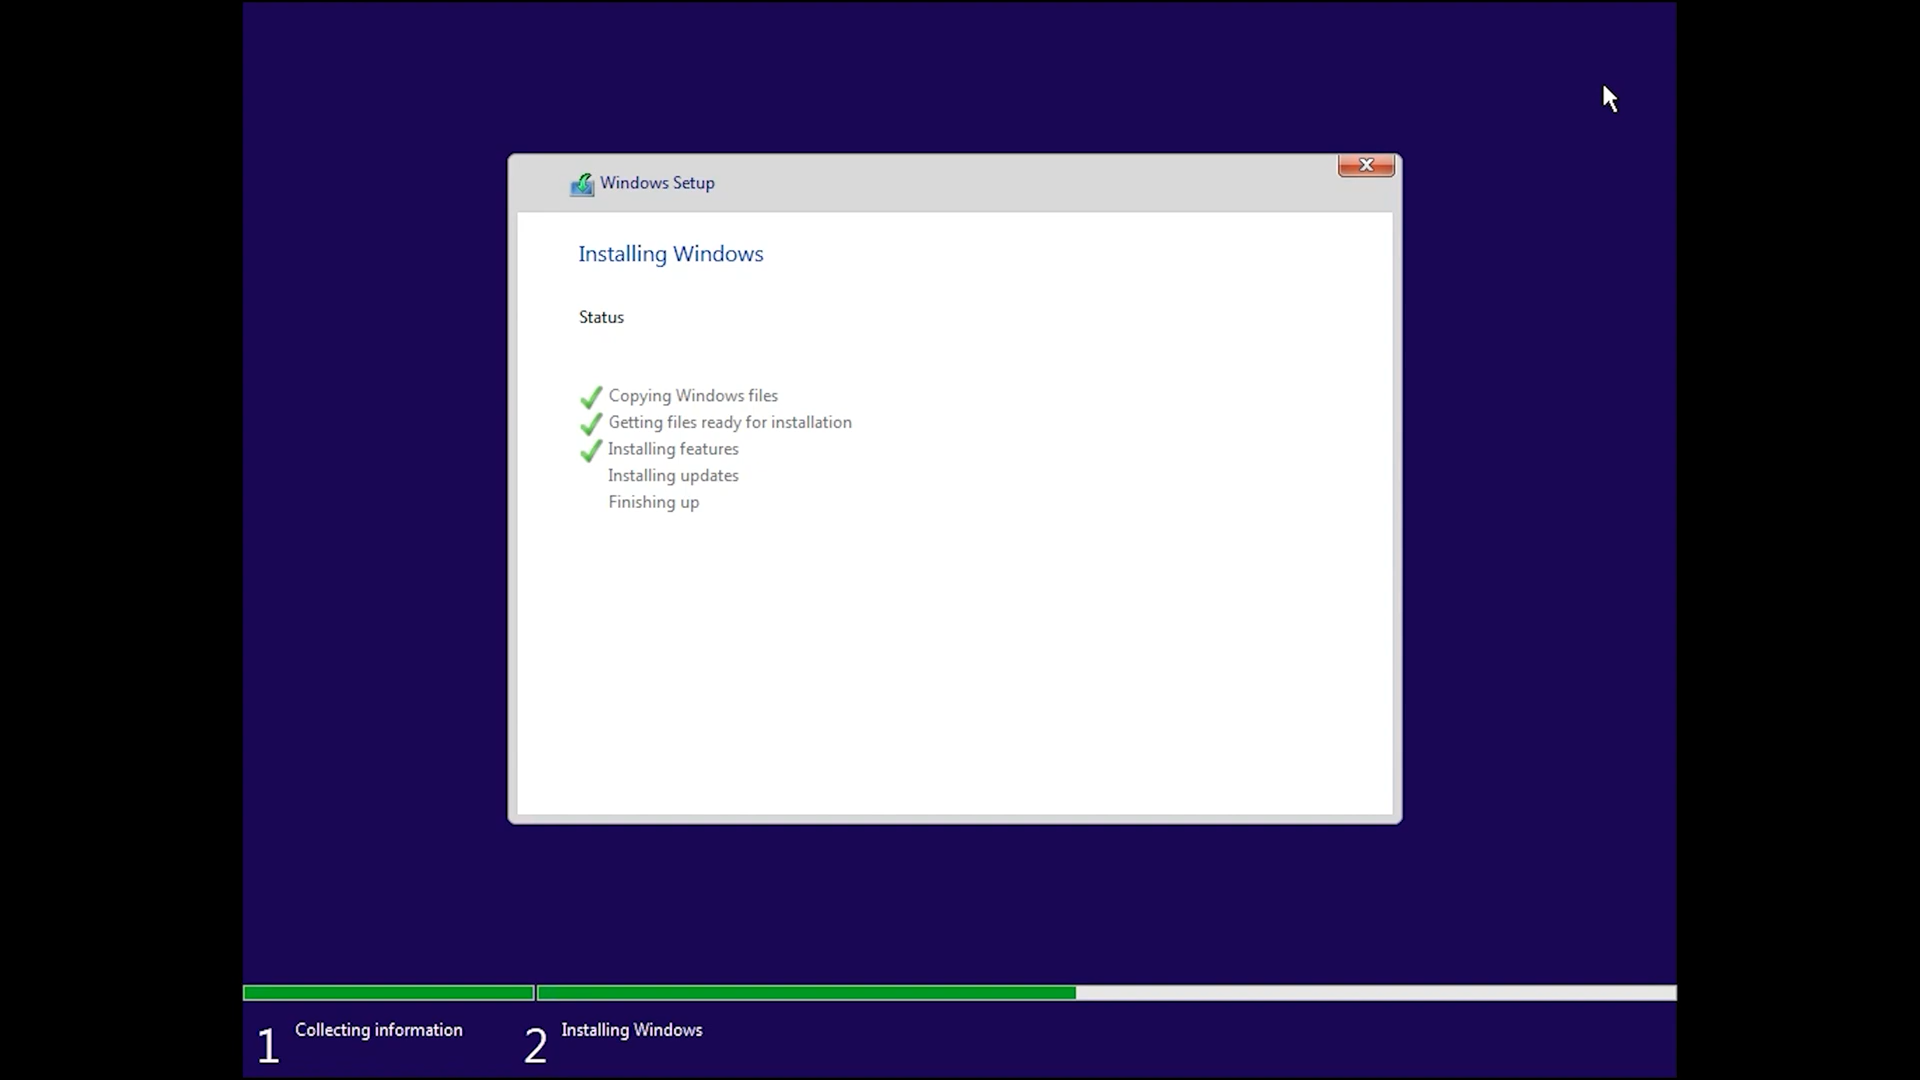 Windows Setup
Installing Windows
Status
Copying Windows files
Getting files ready for installation
Installing features
Installing updates
Finishing up
1 Collecting information
2 Installing Windows